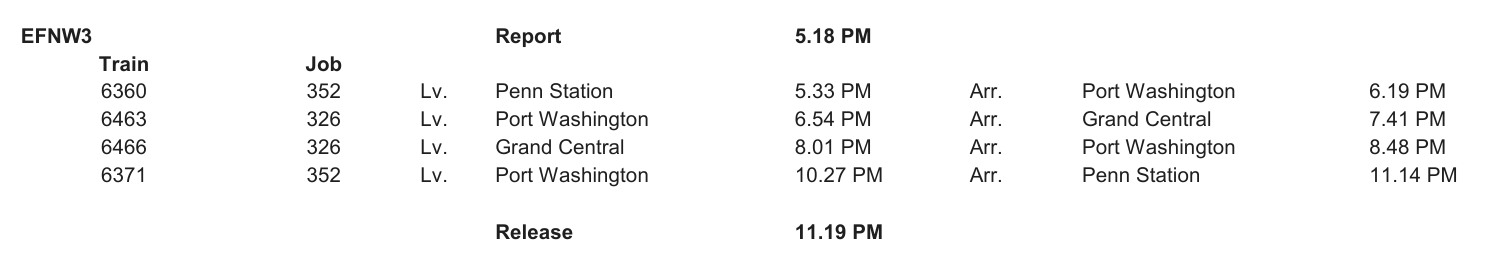 EFNW3 Report 5.18 PM
Train Job
6360 352 Lv. Penn Station 5.33 PM Arr. Port Washington 6.19 PM
6463 326 Lv. Port Washington 6.54 PM Arr. Grand Central 7.41 PM
6466 326 Lv. Grand Central 8.01 PM Arr. Port Washington 8.48 PM
6371 352 Lv. Port Washington 10.27 PM Arr. Penn Station 11.14 PM
Release 11.19 PM